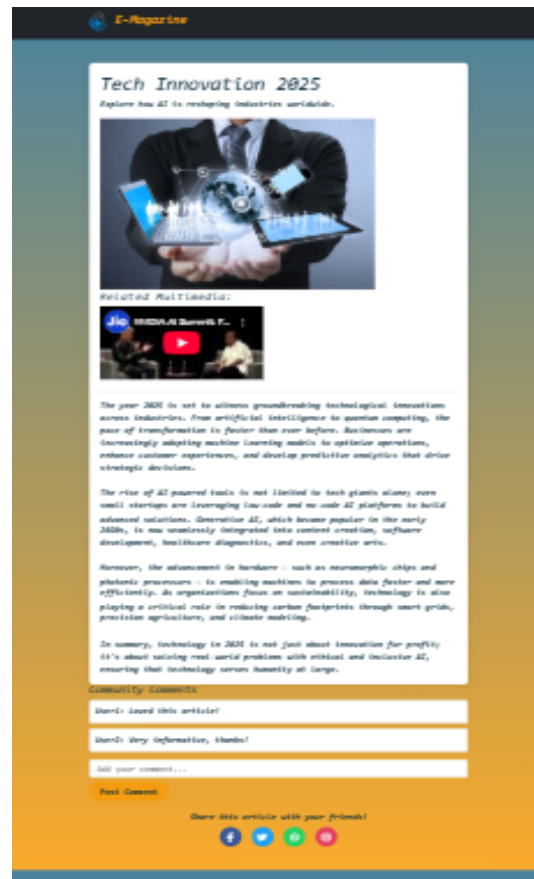 E-Magazine
Tech Innovation 2025
Explore how AI is reshaping industries worldwide.
Related Multimedia:
Jio NVIDIA AI Summit F...
The year 2025 is set to witness groundbreaking technological innovations
across industries. From artificial intelligence to quantum computing, the
pace of transformation is faster than ever before. Businesses are
increasingly adopting machine learning models to optimize operations,
enhance customer experiences, and develop predictive analytics that drive
strategic decisions.
The rise of AI-powered tools is not limited to tech giants alone; even
small startups are leveraging low-code and no-code AI platforms to build
advanced solutions. Generative AI, which became popular in the early
2020s, is now seamlessly integrated into content creation, software
development, healthcare diagnostics, and even creative arts.
Moreover, the advancement in hardware — such as neuromorphic chips and
photonic processors — is enabling machines to process data faster and more
efficiently. As organizations focus on sustainability, technology is also
playing a critical role in reducing carbon footprints through smart grids,
precision agriculture, and climate modeling.
In summary, technology in 2025 is not just about innovation for profit;
it's about solving real-world problems with ethical and inclusive AI,
ensuring that technology serves humanity at large.
Community Comments
User1: Loved this article!
User2: Very informative, thanks!
Add your comment...
Post Comment
Share this article with your friends!